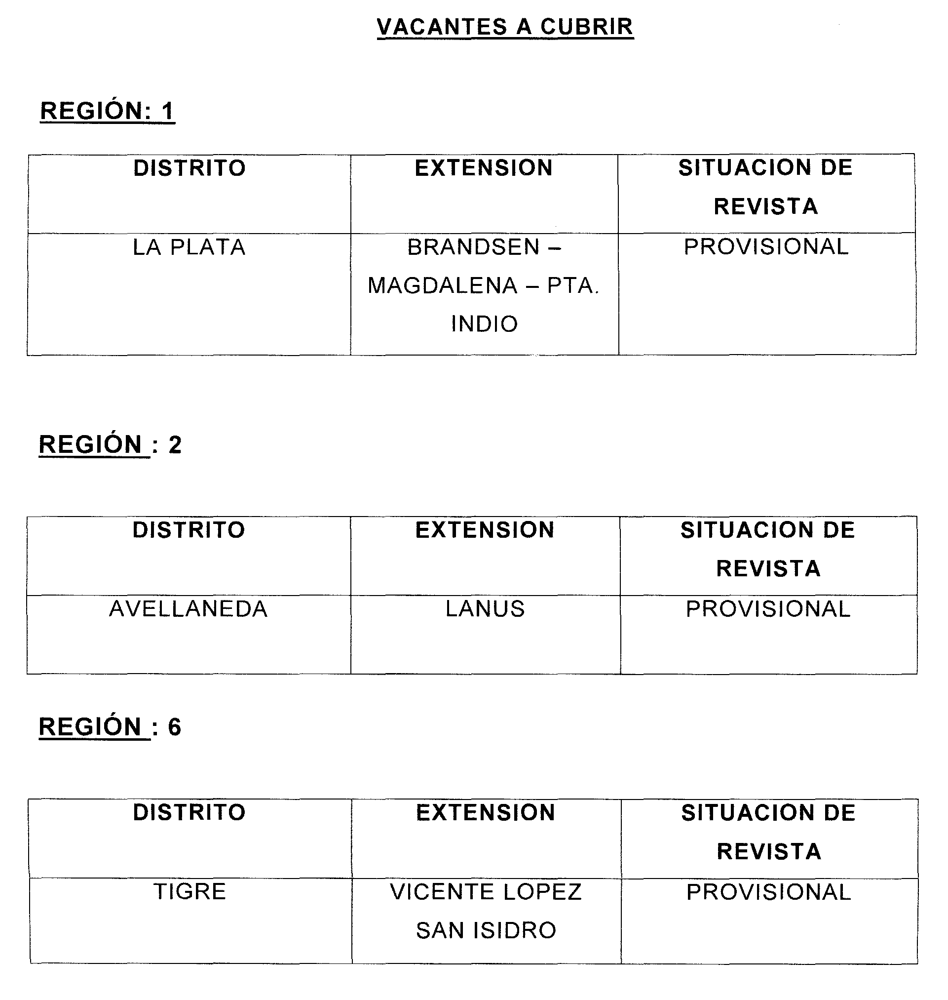 VACANTES A CUBRIR
REGIÓN: 1
DISTRITO EXTENSION SITUACION DE
REVISTA
LA PLATA BRANDSEN – PROVISIONAL
MAGDALENA – PTA.
INDIO
REGIÓN : 2
DISTRITO EXTENSION SITUACION DE
REVISTA
AVELLANEDA LANUS PROVISIONAL
REGIÓN : 6
DISTRITO EXTENSION SITUACION DE
REVISTA
TIGRE VICENTE LOPEZ PROVISIONAL
SAN ISIDRO